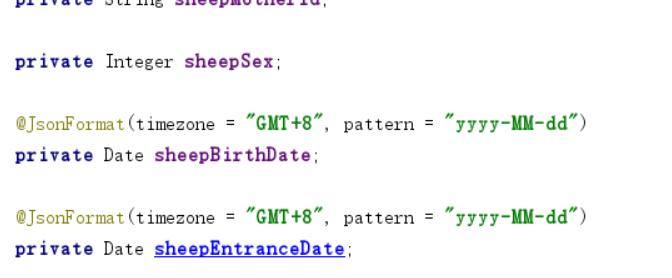 private String sheepMotherId;
private Integer sheepSex;
@JsonFormat(timezone = "GMT+8", pattern = "yyyy-MM-dd")
private Date sheepBirthDate;
@JsonFormat(timezone = "GMT+8", pattern = "yyyy-MM-dd")
private Date sheepEntranceDate;